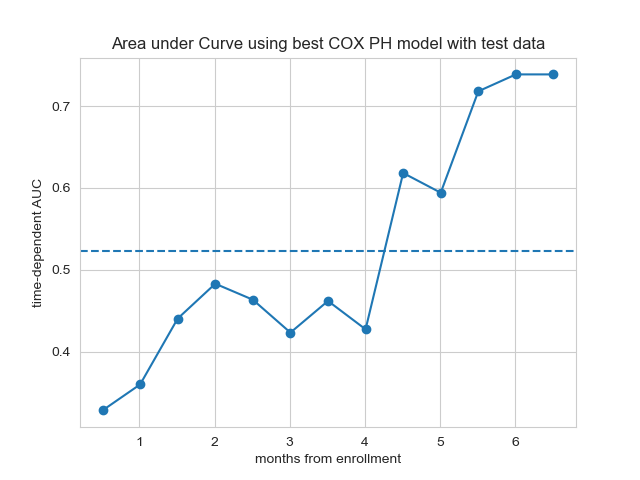 Area under Curve using best COX PH model with test data
time-dependent AUC
0.7
0.6
0.5
0.4
1 2 3 4 5 6
months from enrollment